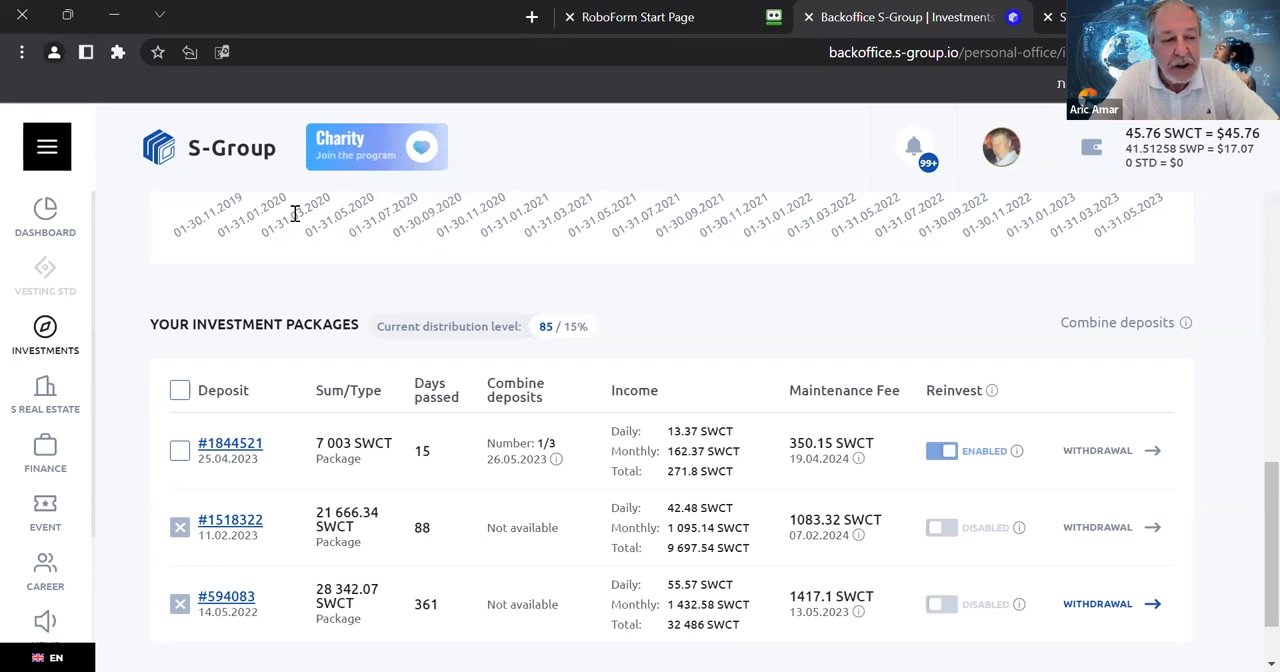 RoboForm Start Page
Backoffice S-Group | Investments
S
backoffice.s-group.io/personal-office/i
ת
Aric Amar
S-Group
Charity
Join the program
99+
45.76 SWCT = $45.76
41.51258 SWP = $17.07
0 STD = $0
DASHBOARD
VESTING STD
INVESTMENTS
S REAL ESTATE
FINANCE
EVENT
CAREER
EN
01-30.11.2019 01-31.01.2020 01-31.03.2020 01-31.05.2020 01-31.07.2020 01-30.09.2020 01-30.11.2020 01-31.01.2021 01-31.03.2021 01-31.05.2021 01-31.07.2021 01-30.09.2021 01-30.11.2021 01-31.01.2022 01-31.03.2022 01-31.05.2022 01-31.07.2022 01-30.09.2022 01-30.11.2022 01-31.01.2023 01-31.03.2023 01-31.05.2023
YOUR INVESTMENT PACKAGES Current distribution level: 85 / 15% Combine deposits
Deposit Sum/Type Days passed Combine deposits Income Maintenance Fee Reinvest
#1844521
25.04.2023
7 003 SWCT
Package
15
Number: 1/3
26.05.2023
Daily: 13.37 SWCT
Monthly: 162.37 SWCT
Total: 271.8 SWCT
350.15 SWCT
19.04.2024
ENABLED
WITHDRAWAL
#1518322
11.02.2023
21 666.34
SWCT
Package
88
Not available
Daily: 42.48 SWCT
Monthly: 1 095.14 SWCT
Total: 9 697.54 SWCT
1083.32 SWCT
07.02.2024
DISABLED
WITHDRAWAL
#594083
14.05.2022
28 342.07
SWCT
Package
361
Not available
Daily: 55.57 SWCT
Monthly: 1 432.58 SWCT
Total: 32 486 SWCT
1417.1 SWCT
13.05.2023
DISABLED
WITHDRAWAL